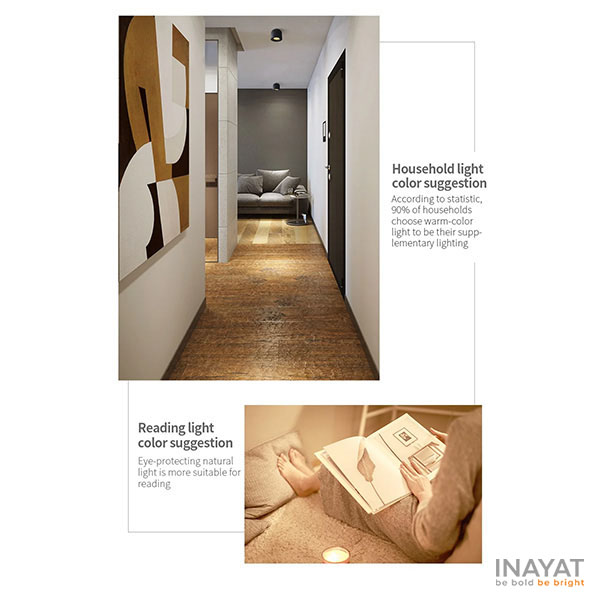 Household light
color suggestion
According to statistic,
90% of households
choose warm-color
light to be their supp-
lementary lighting
Reading light
color suggestion
Eye-protecting natural
light is more suitable for
reading
INAYAT
be bold be bright